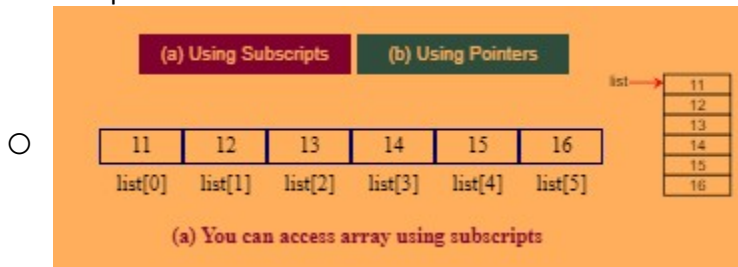 (a) Using Subscripts (b) Using Pointers
list
11
12
13
14
15
16
11 12 13 14 15 16
list[0] list[1] list[2] list[3] list[4] list[5]
(a) You can access array using subscripts